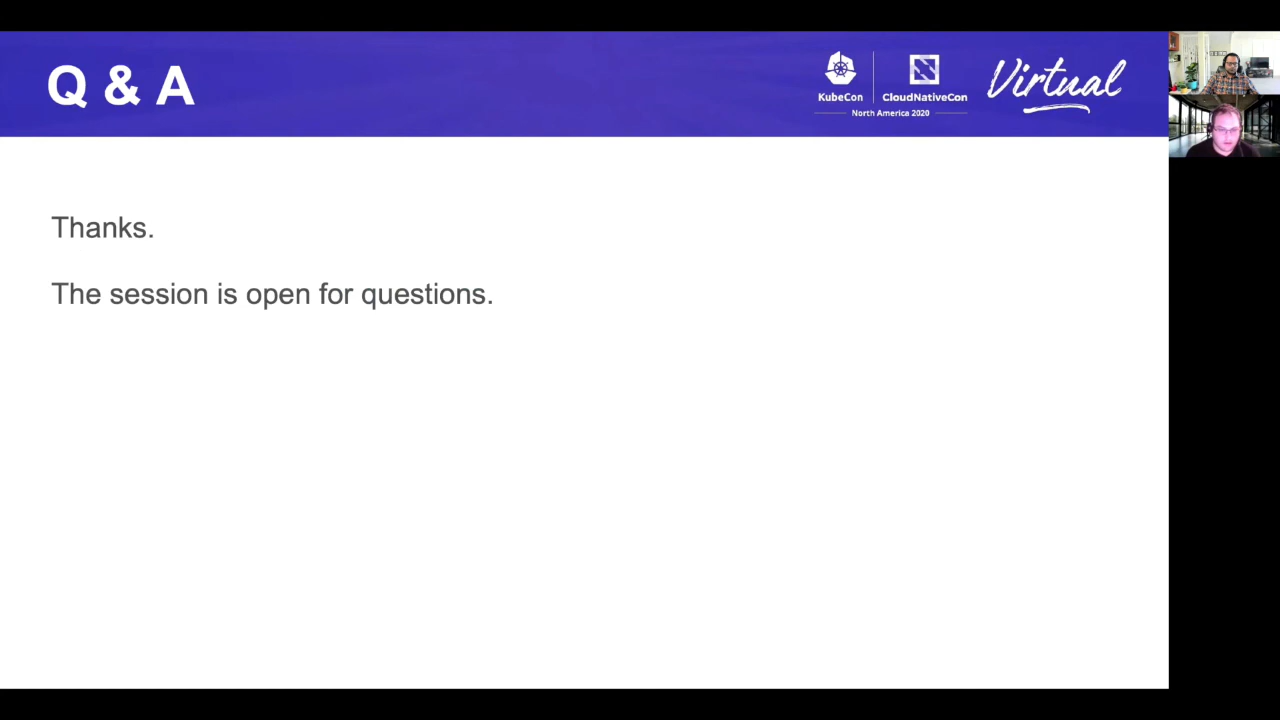 Q & A
KubeCon
CloudNativeCon
North America 2020
Virtual
Thanks.
The session is open for questions.